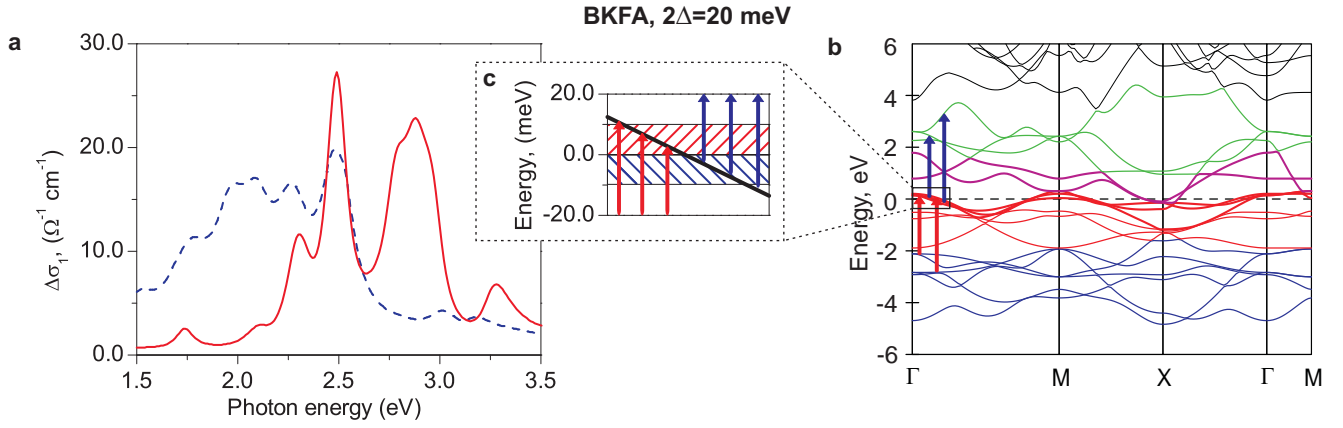 BKFA, 2Δ=20 meV
a
30.0
20.0
10.0
0.0
Δσ₁, (Ω⁻¹ cm⁻¹)
1.5 2.0 2.5 3.0 3.5
Photon energy (eV)
c
20.0
0.0
-20.0
Energy, (meV)
b
6
4
2
0
-2
-4
-6
Energy, eV
Γ M X Γ M